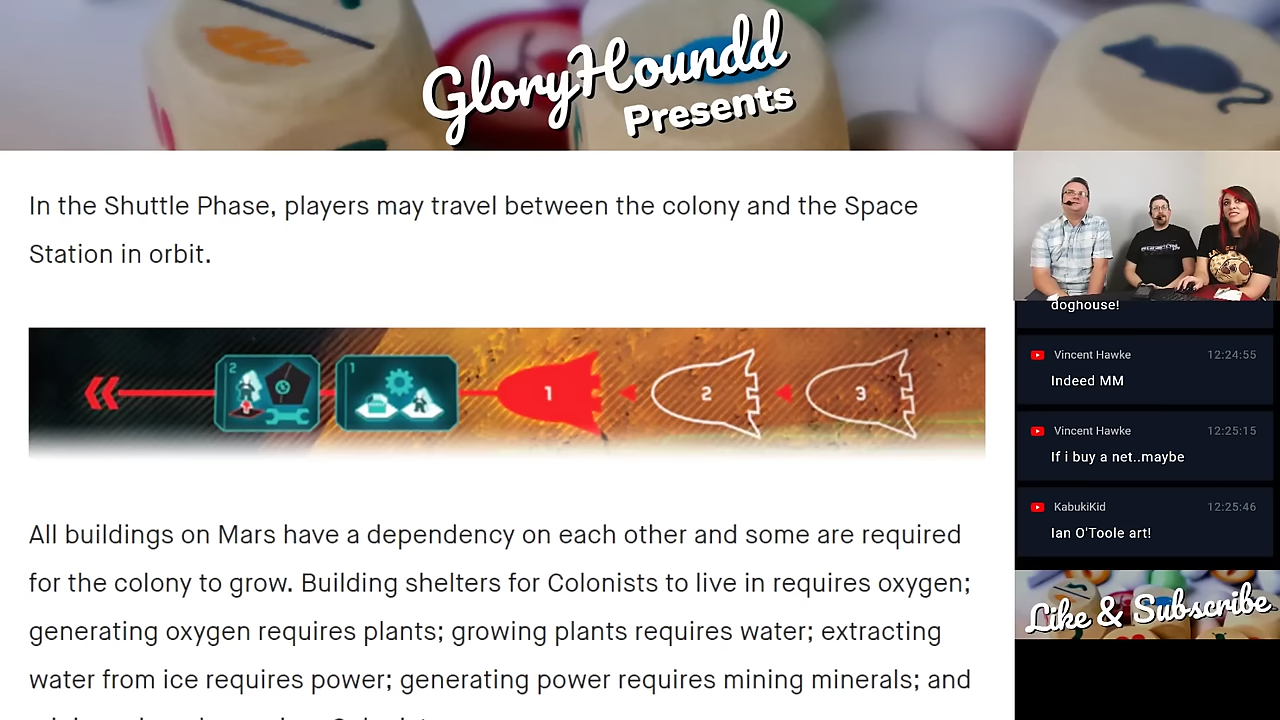 GloryHoundd
Presents
In the Shuttle Phase, players may travel between the colony and the Space
Station in orbit.
2
1
1
2
3
All buildings on Mars have a dependency on each other and some are required
for the colony to grow. Building shelters for Colonists to live in requires oxygen;
generating oxygen requires plants; growing plants requires water; extracting
water from ice requires power; generating power requires mining minerals; and
doghouse!
Vincent Hawke 12:24:55
Indeed MM
Vincent Hawke 12:25:15
If i buy a net..maybe
KabukiKid 12:25:46
Ian O'Toole art!
Like & Subscribe